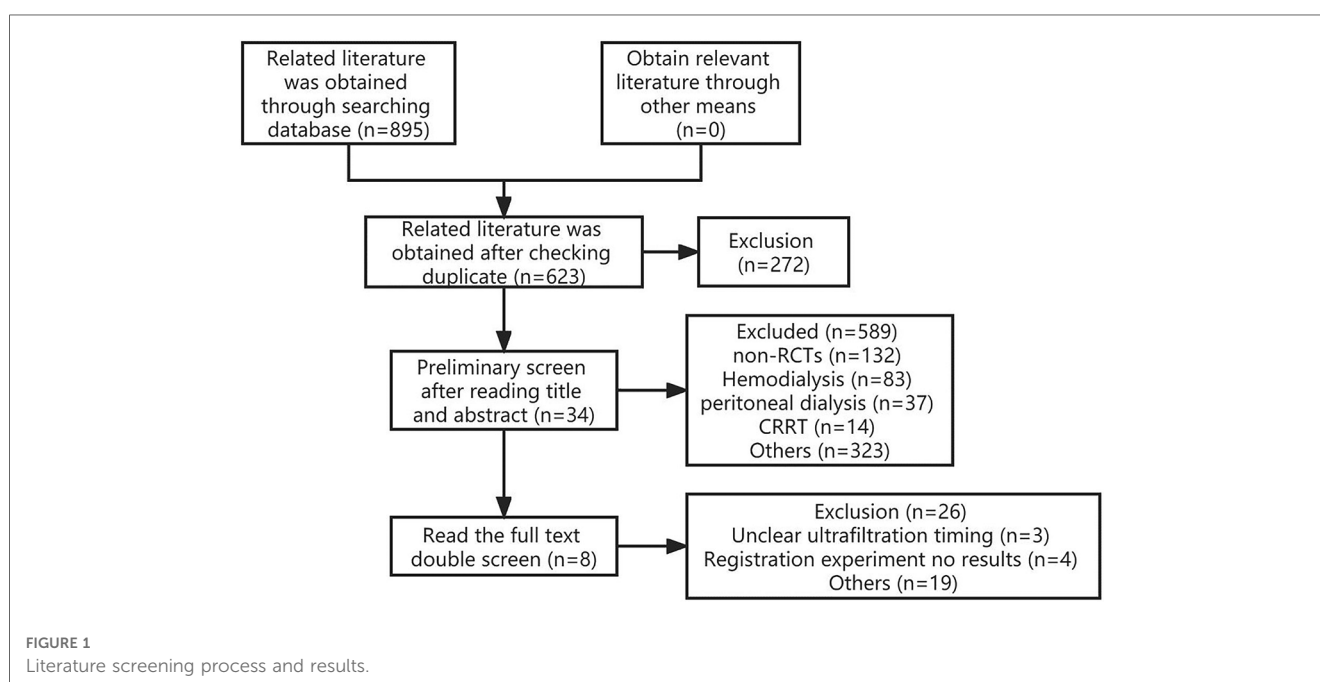 Related literature
was obtained
through searching
database (n=895)
Obtain relevant
literature through
other means
(n=0)
Related literature was
obtained after checking
duplicate (n=623)
Exclusion
(n=272)
Preliminary screen
after reading title
and abstract (n=34)
Excluded (n=589)
non-RCTs (n=132)
Hemodialysis (n=83)
peritoneal dialysis (n=37)
CRRT (n=14)
Others (n=323)
Read the full text
double screen (n=8)
Exclusion (n=26)
Unclear ultrafiltration timing (n=3)
Registration experiment no results (n=4)
Others (n=19)
FIGURE 1
Literature screening process and results.